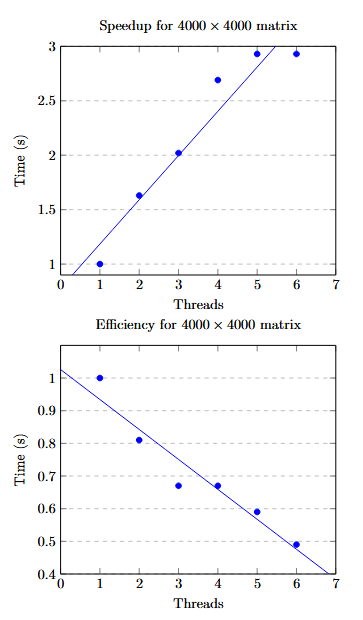 Speedup for 4000 × 4000 matrix
3
2.5
2
1.5
1
Time (s)
0 1 2 3 4 5 6 7
Threads
Efficiency for 4000 × 4000 matrix
1
0.9
0.8
0.7
0.6
0.5
0.4
Time (s)
0 1 2 3 4 5 6 7
Threads